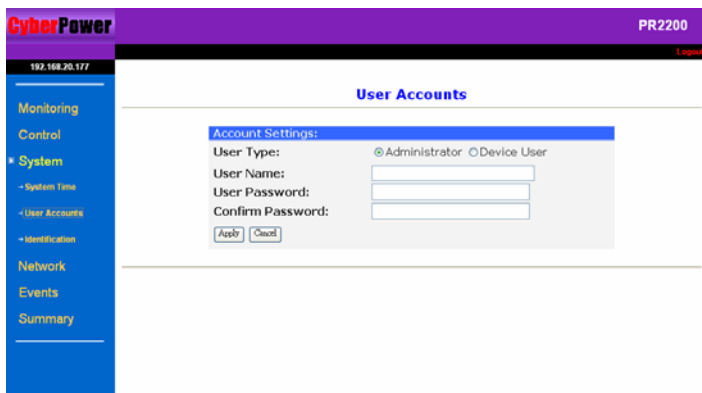 CyberPower
PR2200
Logout
192.168.20.177
Monitoring
Control
System
System Time
User Accounts
Identification
Network
Events
Summary
User Accounts
Account Settings:
User Type: Administrator Device User
User Name:
User Password:
Confirm Password:
Apply Cancel